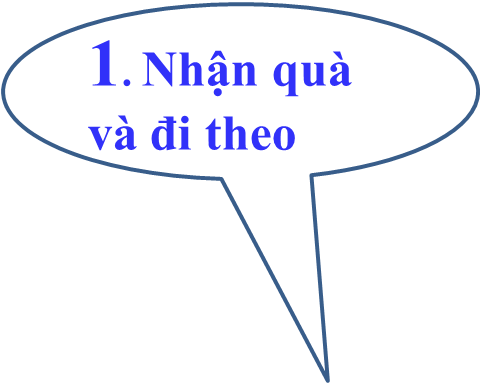 1. Nhận quà
và đi theo